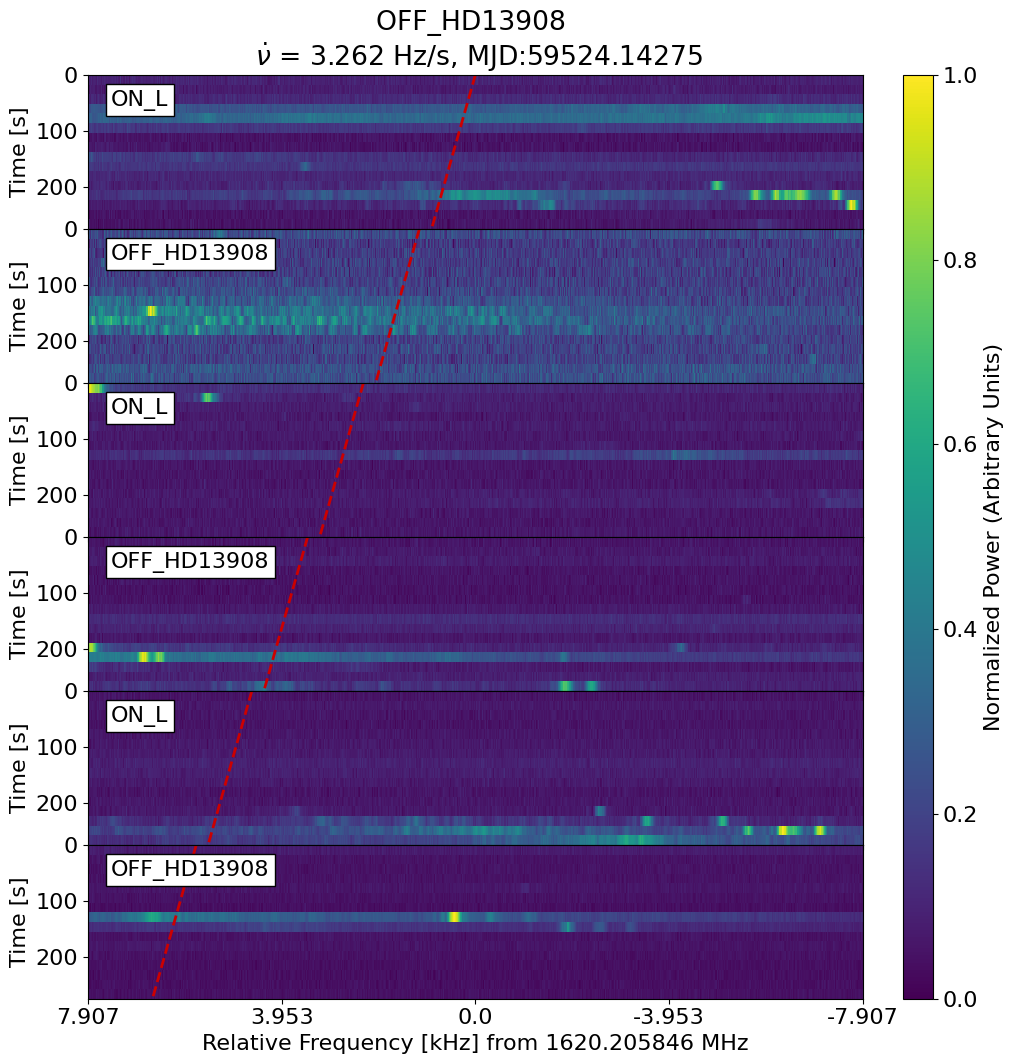 OFF_HD13908
ν̇ = 3.262 Hz/s, MJD:59524.14275
Time [s]
0
100
200
ON_L
Time [s]
0
100
200
OFF_HD13908
Time [s]
0
100
200
ON_L
Time [s]
0
100
200
OFF_HD13908
Time [s]
0
100
200
ON_L
Time [s]
0
100
200
OFF_HD13908
7.907 3.953 0.0 -3.953 -7.907
Relative Frequency [kHz] from 1620.205846 MHz
1.0
0.8
0.6
0.4
0.2
0.0
Normalized Power (Arbitrary Units)